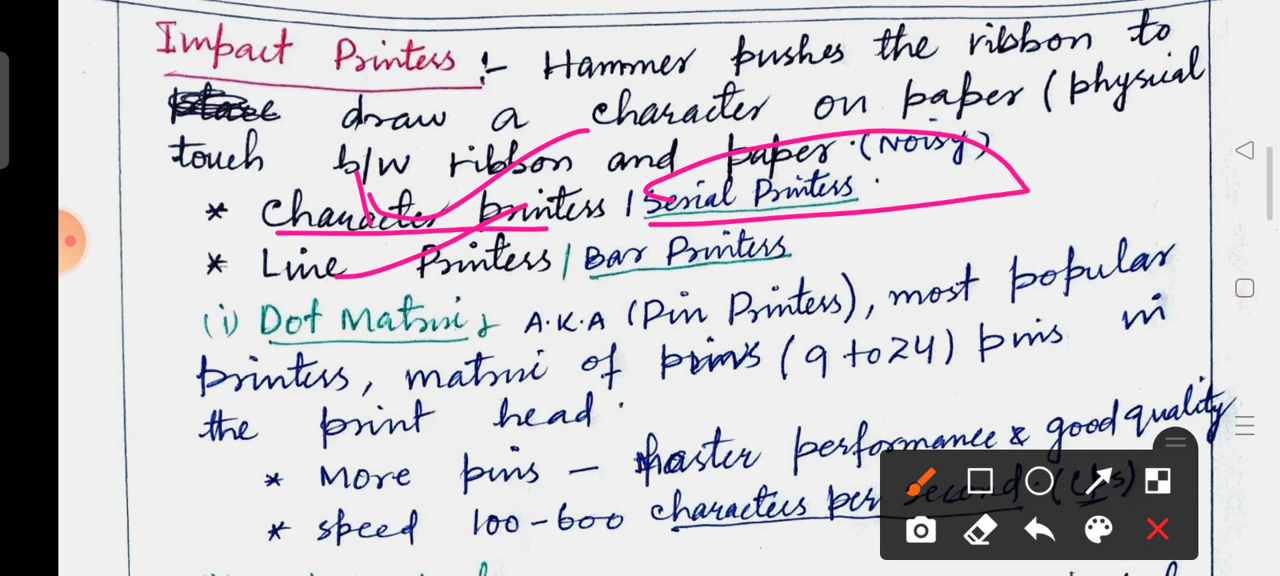 Impact Printers :- Hammer pushes the ribbon to
draw a character on paper (physical
touch b/w ribbon and paper. (Noisy)
* Character printers / Serial Printers.
* Line Printers / Bar Printers
(i) Dot Matrix A.K.A (Pin Printers), most popular
printers, matrix of pins (9 to 24) pins in
the print head.
* More pins - faster performance & good quality
* speed 100-600 characters per second. (CPS)